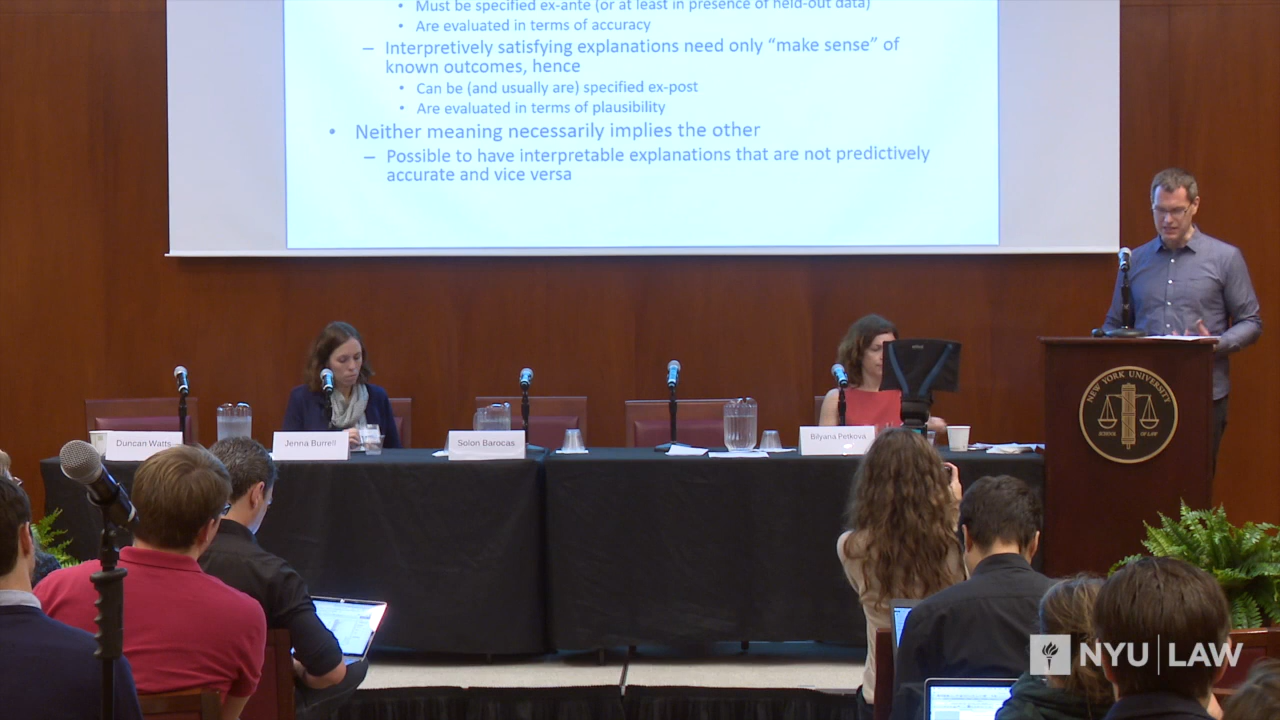 • Must be specified ex-ante (or at least in presence of held-out data)
• Are evaluated in terms of accuracy
– Interpretively satisfying explanations need only “make sense” of
known outcomes, hence
• Can be (and usually are) specified ex-post
• Are evaluated in terms of plausibility
• Neither meaning necessarily implies the other
– Possible to have interpretable explanations that are not predictively
accurate and vice versa
Duncan Watts
Jenna Burrell
Solon Barocas
Bilyana Petkova
NEW YORK UNIVERSITY
SCHOOL OF LAW
NYU | LAW